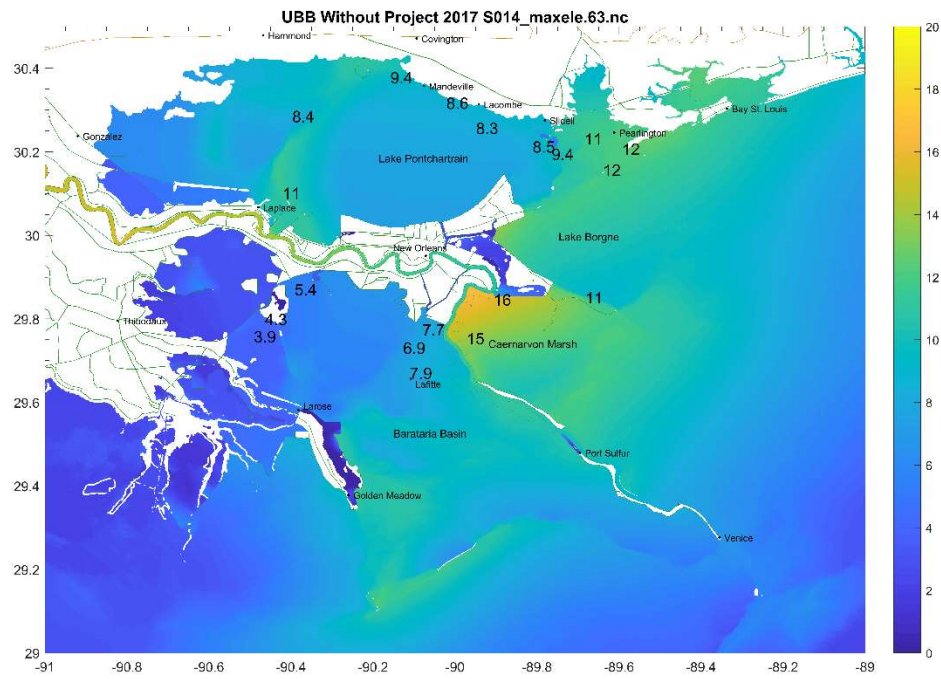 UBB Without Project 2017 S014_maxele.63.nc
Hammond
Covington
20
30.4
9.4
Mandeville
18
8.6
Lacombe
8.4
8.3
Slidell
Bay St. Louis
Gonzalez
11
Pearlington
16
30.2
Lake Pontchartrain
8.5
9.4
12
12
14
11
Laplace
30
Lake Borgne
12
New Orleans
5.4
16
11
10
29.8
Thibodaux
4.3
7.7
3.9
15
Caernarvon Marsh
6.9
8
7.9
Lafitte
29.6
Larose
Barataria Basin
6
Port Sulfur
29.4
Golden Meadow
4
Venice
29.2
2
29
0
-91
-90.8
-90.6
-90.4
-90.2
-90
-89.8
-89.6
-89.4
-89.2
-89